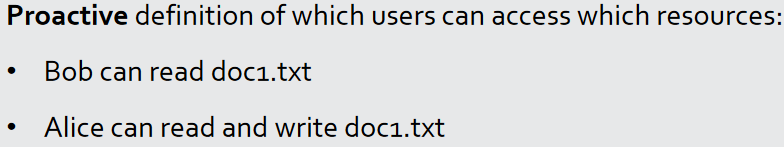 Proactive definition of which users can access which resources:
• Bob can read doc1.txt
• Alice can read and write doc1.txt